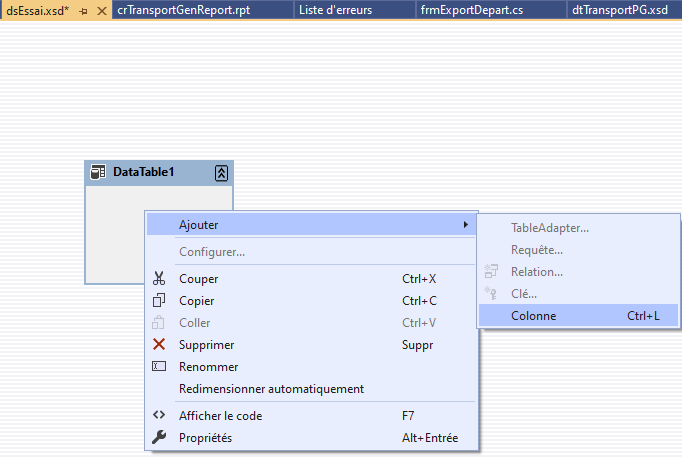 dsEssai.xsd*
crTransportGenReport.rpt
Liste d'erreurs
frmExportDepart.cs
dtTransportPG.xsd
DataTable1
Ajouter
Configurer...
Couper Ctrl+X
Copier Ctrl+C
Coller Ctrl+V
Supprimer Suppr
Renommer
Redimensionner automatiquement
Afficher le code F7
Propriétés Alt+Entrée
TableAdapter...
Requête...
Relation...
Clé...
Colonne Ctrl+L